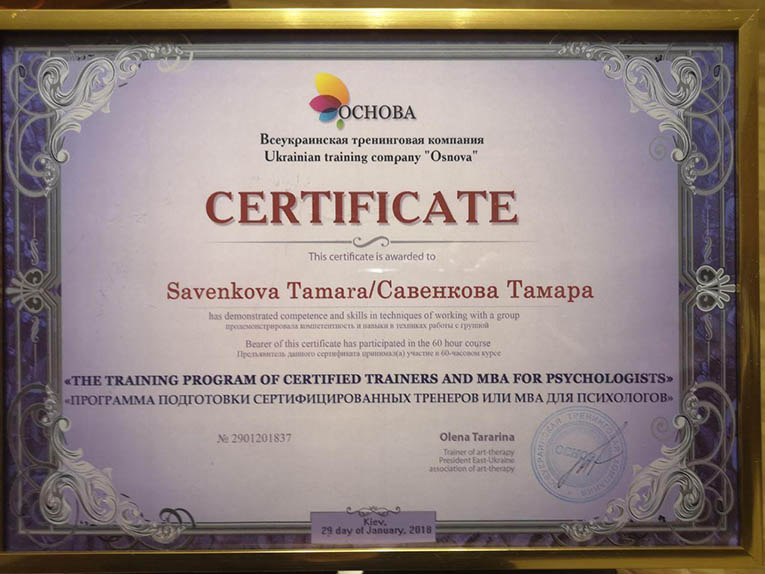 ОСНОВА
Всеукраинская тренинговая компания
Ukrainian training company "Osnova"
CERTIFICATE
This certificate is awarded to
Savenkova Tamara/Савенкова Тамара
has demonstrated competence and skills in techniques of working with a group
продемонстрировала компетентность и навыки в техниках работы с группой
Bearer of this certificate has participated in the 60 hour course
Предъявитель данного сертификата принимал(а) участие в 60-часовом курсе
«THE TRAINING PROGRAM OF CERTIFIED TRAINERS AND MBA FOR PSYCHOLOGISTS»
«ПРОГРАММА ПОДГОТОВКИ СЕРТИФИЦИРОВАННЫХ ТРЕНЕРОВ ИЛИ МВА ДЛЯ ПСИХОЛОГОВ»
№ 2901201837
Olena Tararina
Trainer of art-therapy
President East-Ukraine
association of art-therapy
ОСНОВА
Kiev,
29 day of January, 2018